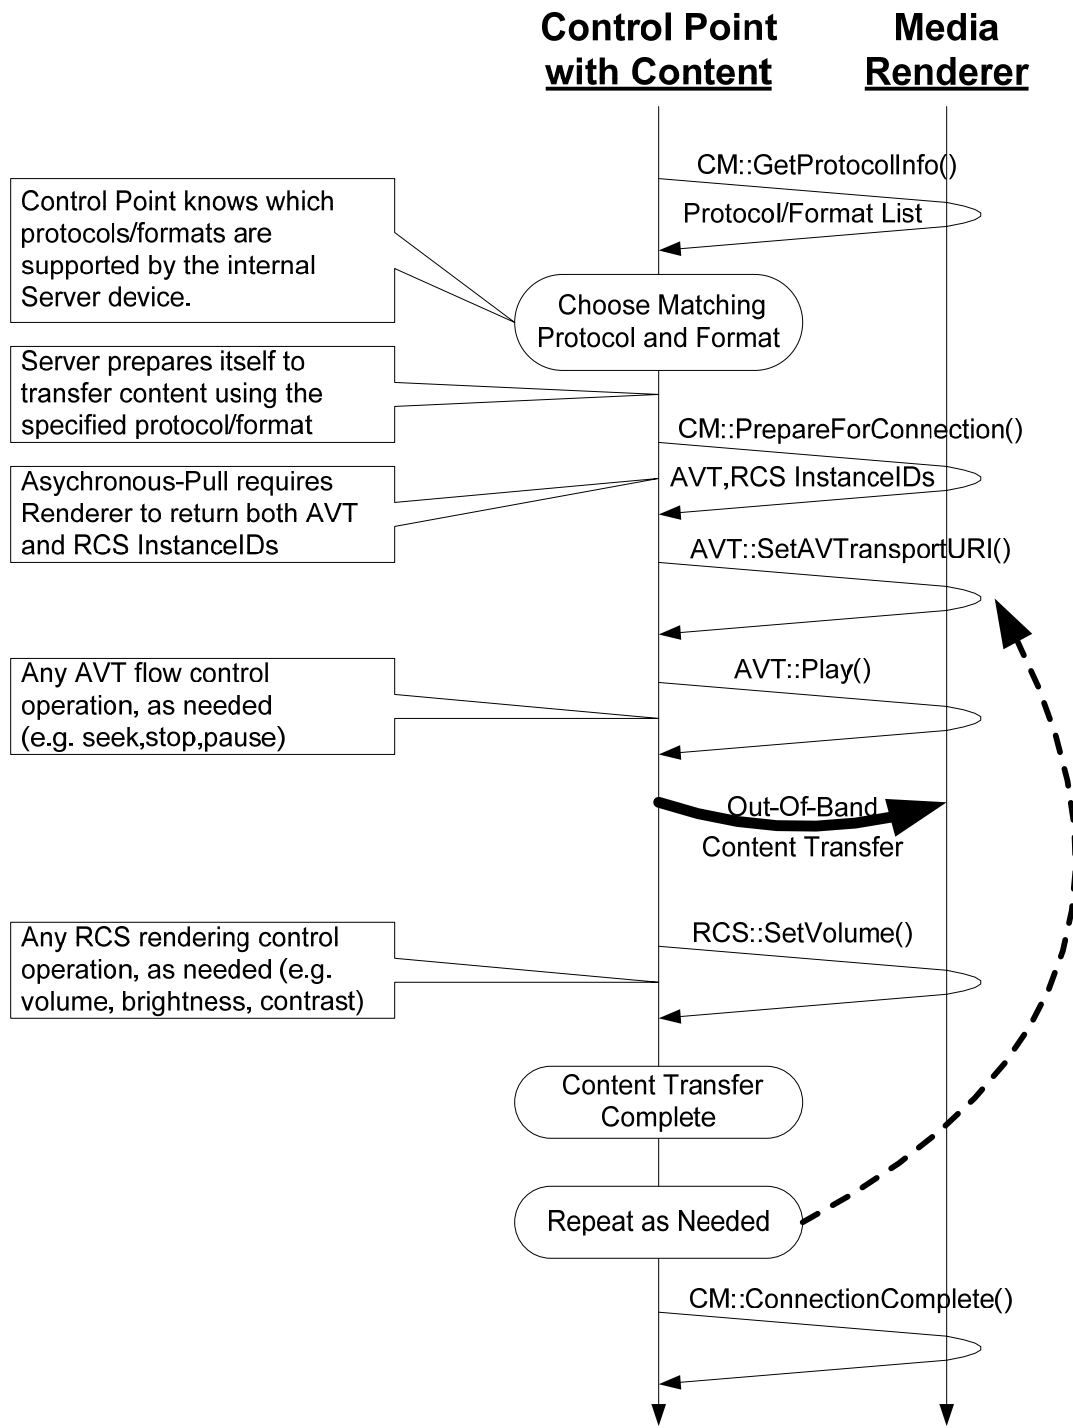 Control Point
with Content
Media
Renderer
CM::GetProtocolInfo()
Protocol/Format List
Control Point knows which
protocols/formats are
supported by the internal
Server device.
Choose Matching
Protocol and Format
Server prepares itself to
transfer content using the
specified protocol/format
CM::PrepareForConnection()
AVT,RCS InstanceIDs
Asychronous-Pull requires
Renderer to return both AVT
and RCS InstanceIDs
AVT::SetAVTransportURI()
Any AVT flow control
operation, as needed
(e.g. seek,stop,pause)
AVT::Play()
Out-Of-Band
Content Transfer
Any RCS rendering control
operation, as needed (e.g.
volume, brightness, contrast)
RCS::SetVolume()
Content Transfer
Complete
Repeat as Needed
CM::ConnectionComplete()